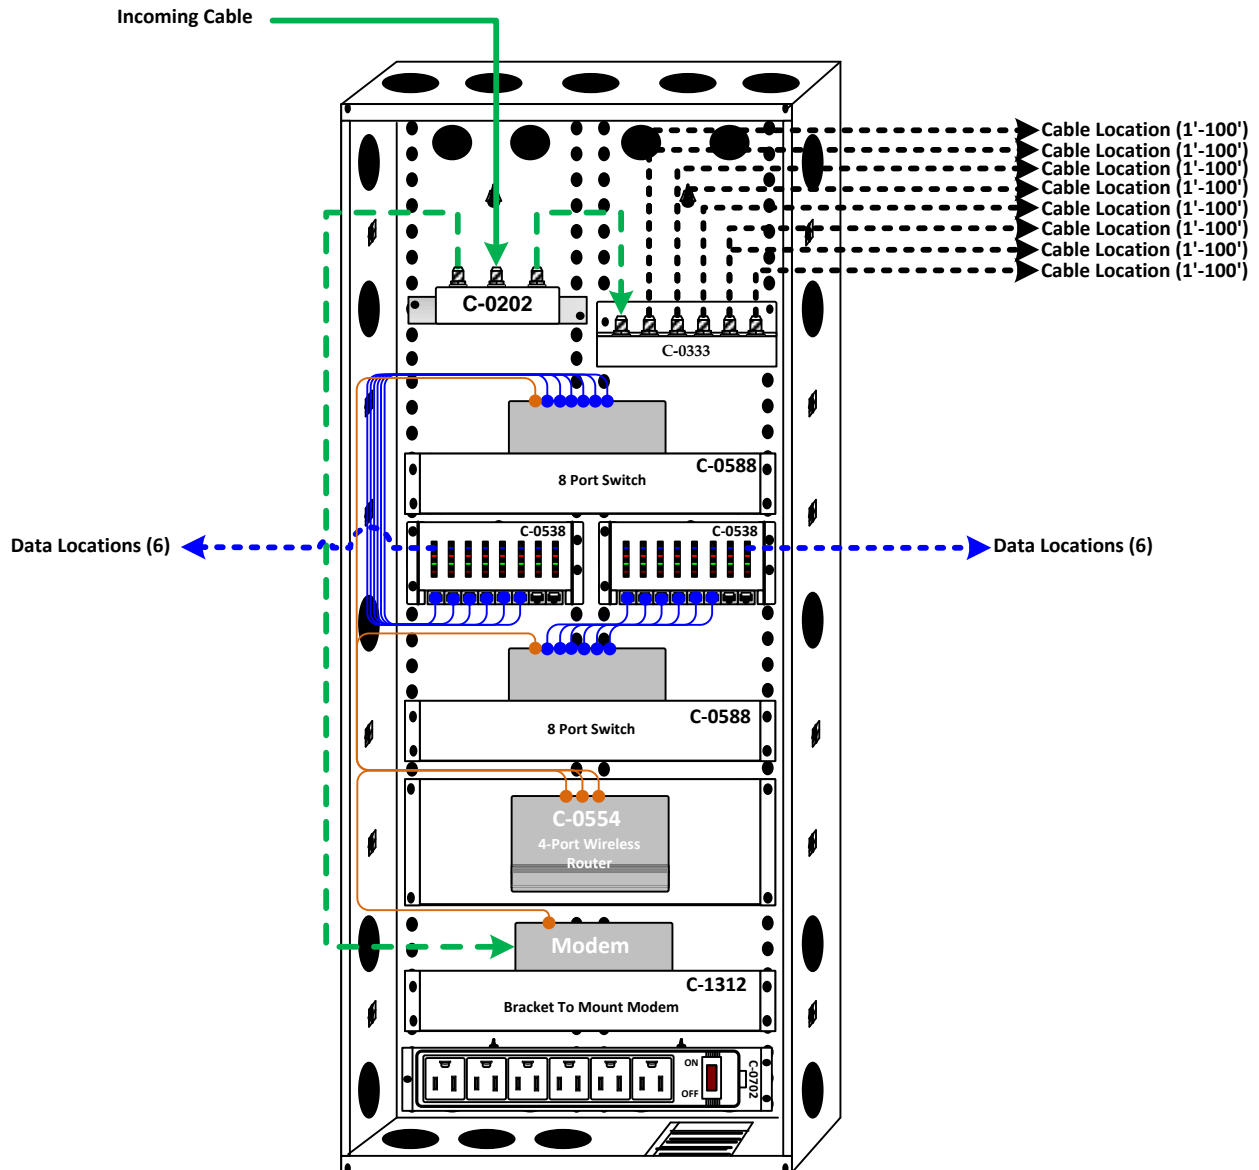 Incoming Cable
Cable Location (1'-100')
Cable Location (1'-100')
Cable Location (1'-100')
Cable Location (1'-100')
Cable Location (1'-100')
Cable Location (1'-100')
Cable Location (1'-100')
Cable Location (1'-100')
C-0202
C-0333
C-0588
8 Port Switch
C-0538
C-0538
Data Locations (6)
Data Locations (6)
C-0588
8 Port Switch
C-0554
4-Port Wireless
Router
Modem
C-1312
Bracket To Mount Modem
ON
OFF
C-0702